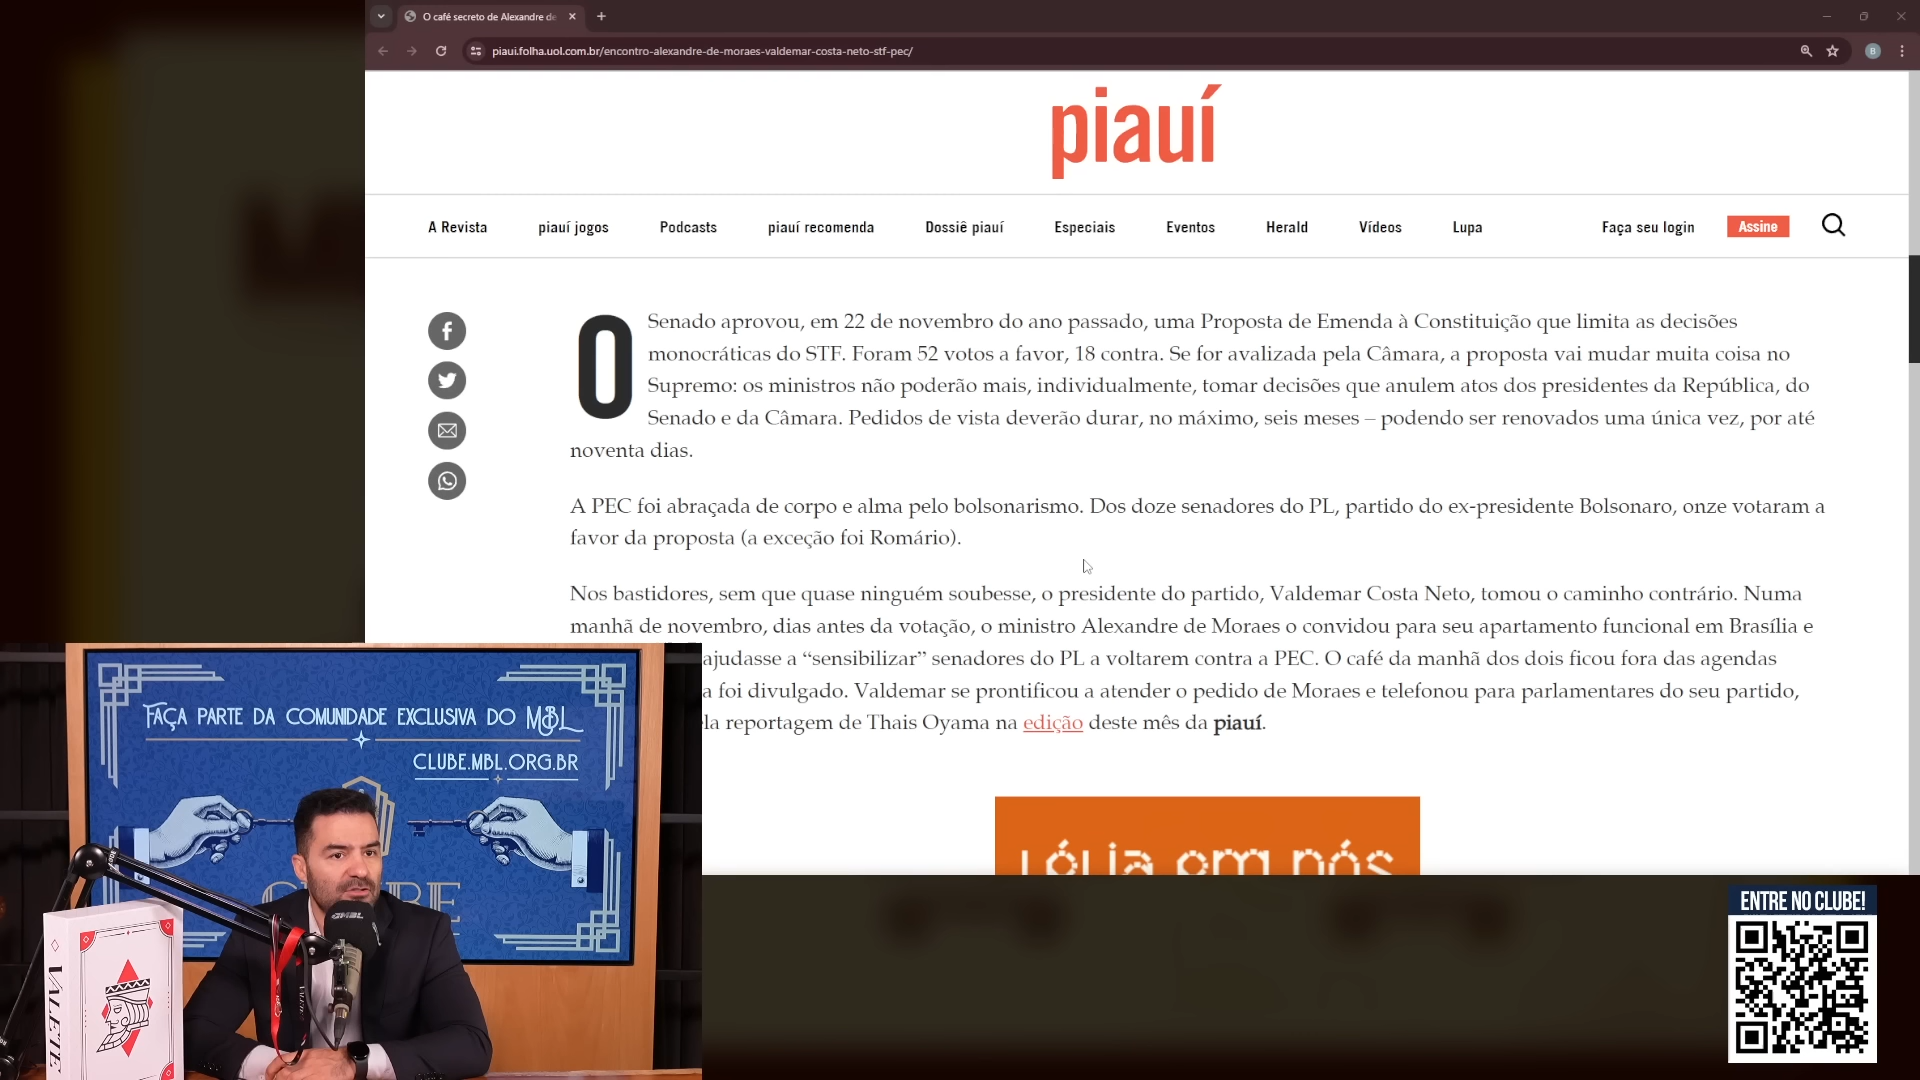 O café secreto de Alexandre de
piaui.folha.uol.com.br/encontro-alexandre-de-moraes-valdemar-costa-neto-stf-pec/
B
piauí
A Revista piauí jogos Podcasts piauí recomenda Dossiê piauí Especiais Eventos Herald Vídeos Lupa Faça seu login Assine
O Senado aprovou, em 22 de novembro do ano passado, uma Proposta de Emenda à Constituição que limita as decisões
monocráticas do STF. Foram 52 votos a favor, 18 contra. Se for avalizada pela Câmara, a proposta vai mudar muita coisa no
Supremo: os ministros não poderão mais, individualmente, tomar decisões que anulem atos dos presidentes da República, do
Senado e da Câmara. Pedidos de vista deverão durar, no máximo, seis meses – podendo ser renovados uma única vez, por até
noventa dias.
A PEC foi abraçada de corpo e alma pelo bolsonarismo. Dos doze senadores do PL, partido do ex-presidente Bolsonaro, onze votaram a
favor da proposta (a exceção foi Romário).
Nos bastidores, sem que quase ninguém soubesse, o presidente do partido, Valdemar Costa Neto, tomou o caminho contrário. Numa
manhã de novembro, dias antes da votação, o ministro Alexandre de Moraes o convidou para seu apartamento funcional em Brasília e
ajudasse a “sensibilizar” senadores do PL a voltarem contra a PEC. O café da manhã dos dois ficou fora das agendas
a foi divulgado. Valdemar se prontificou a atender o pedido de Moraes e telefonou para parlamentares do seu partido,
la reportagem de Thais Oyama na edição deste mês da piauí.
Lélia em nós
FAÇA PARTE DA COMUNIDADE EXCLUSIVA DO MBL
CLUBE.MBL.ORG.BR
CLUBE
MBL
VALETE
ENTRE NO CLUBE!